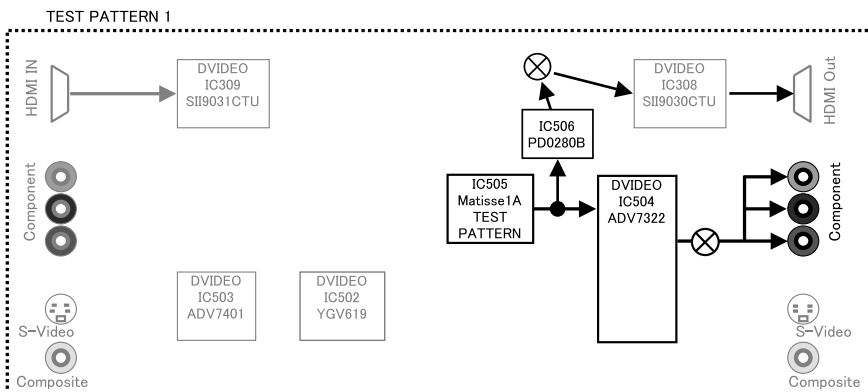 TEST PATTERN 1
HDMI IN
DVIDEO
IC309
SII9031CTU
DVIDEO
IC308
SII9030CTU
HDMI Out
IC506
PD0280B
Component
IC505
Matisse1A
TEST
PATTERN
DVIDEO
IC504
ADV7322
Component
DVIDEO
IC503
ADV7401
DVIDEO
IC502
YGV619
S-Video
S-Video
Composite
Composite